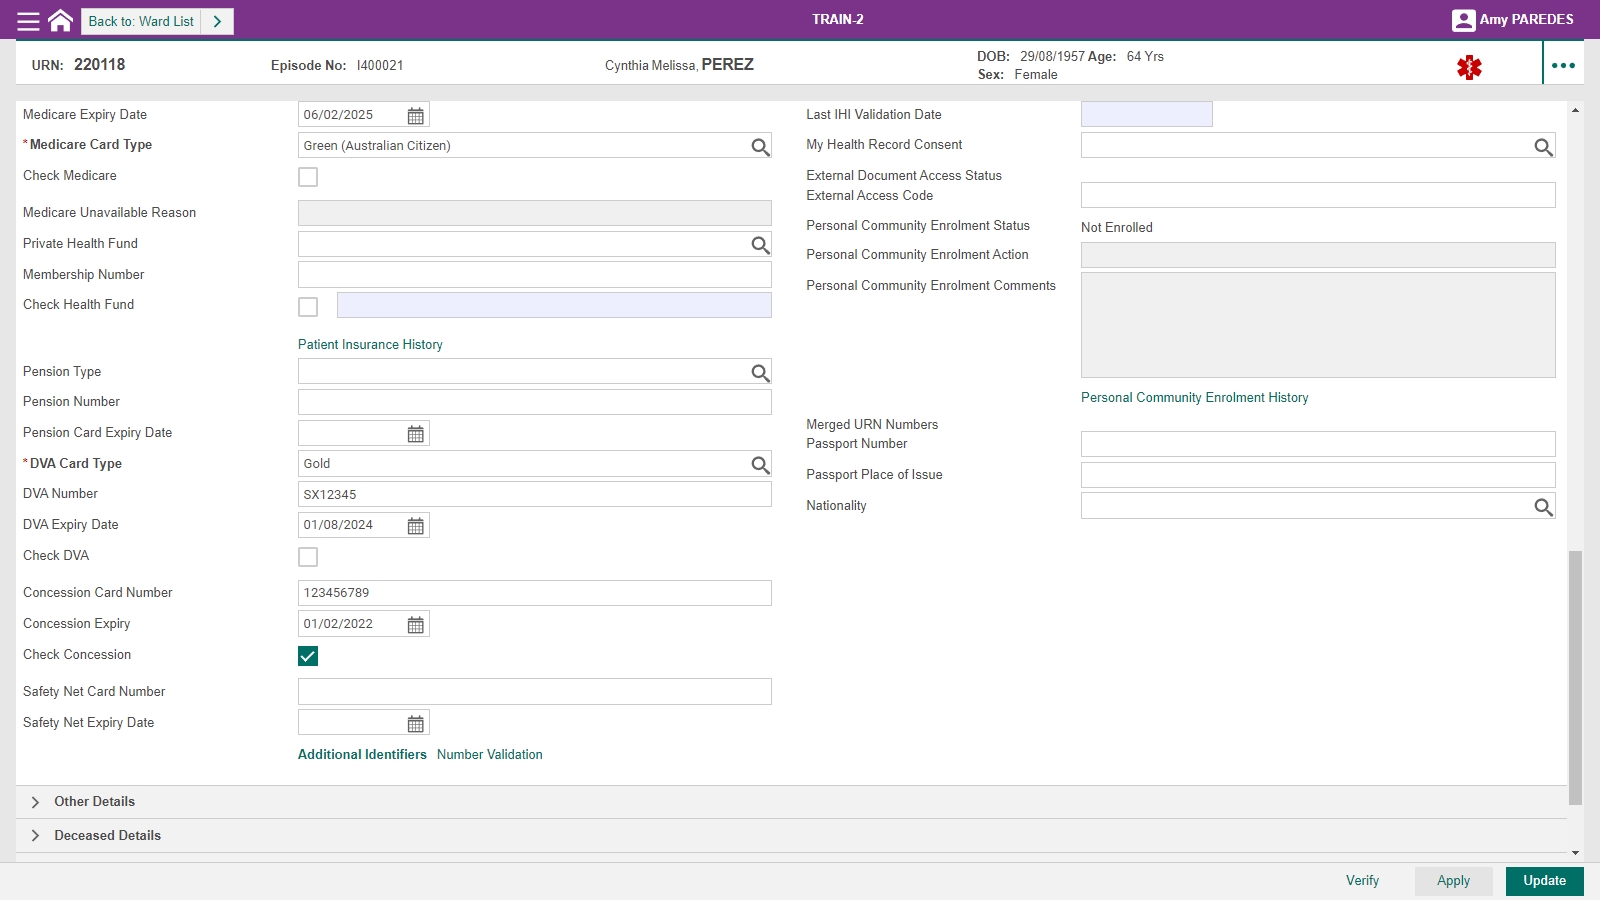 Back to: Ward List
TRAIN-2
Amy PAREDES
URN: 220118
Episode No: I400021
Cynthia Melissa, PEREZ
DOB: 29/08/1957 Age: 64 Yrs
Sex: Female
Medicare Expiry Date 06/02/2025
*Medicare Card Type Green (Australian Citizen)
Check Medicare
Medicare Unavailable Reason
Private Health Fund
Membership Number
Check Health Fund
Patient Insurance History
Pension Type
Pension Number
Pension Card Expiry Date
*DVA Card Type Gold
DVA Number SX12345
DVA Expiry Date 01/08/2024
Check DVA
Concession Card Number 123456789
Concession Expiry 01/02/2022
Check Concession
Safety Net Card Number
Safety Net Expiry Date
Additional Identifiers Number Validation
Last IHI Validation Date
My Health Record Consent
External Document Access Status
External Access Code
Personal Community Enrolment Status Not Enrolled
Personal Community Enrolment Action
Personal Community Enrolment Comments
Personal Community Enrolment History
Merged URN Numbers
Passport Number
Passport Place of Issue
Nationality
Other Details
Deceased Details
Verify
Apply
Update